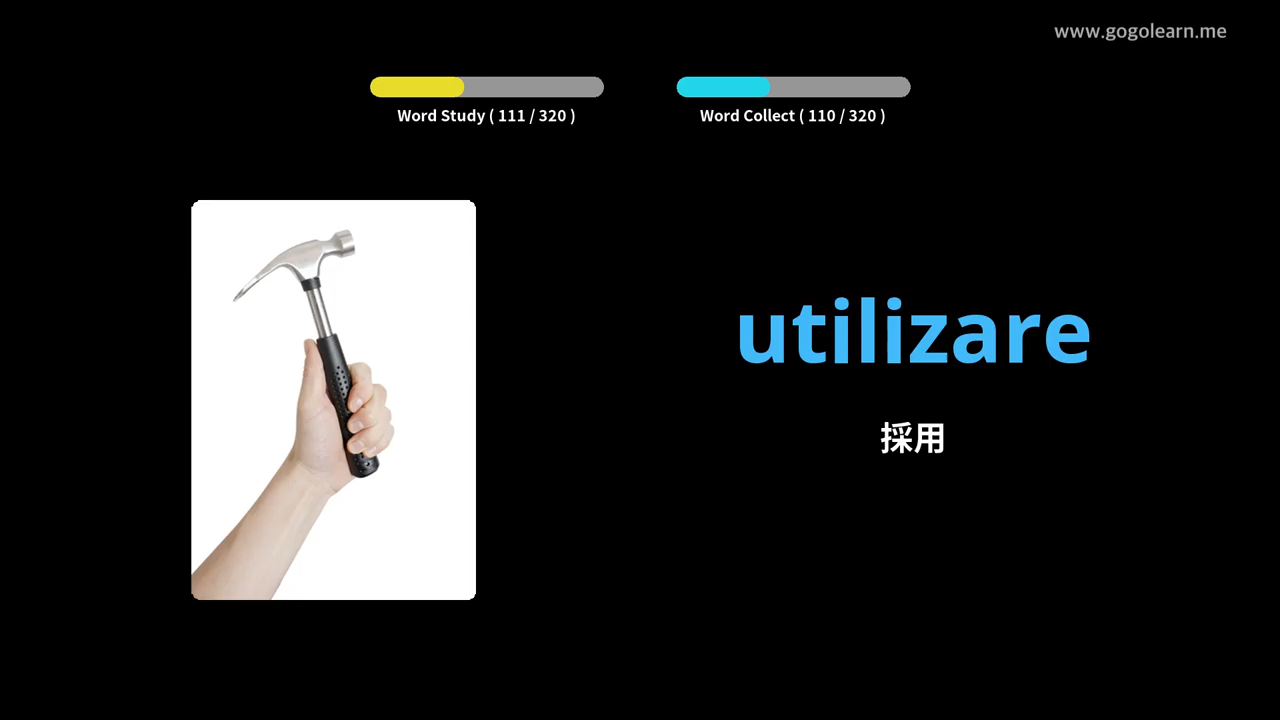 www.gogolearn.me
Word Study ( 111 / 320 )
Word Collect ( 110 / 320 )
utilizare
採用